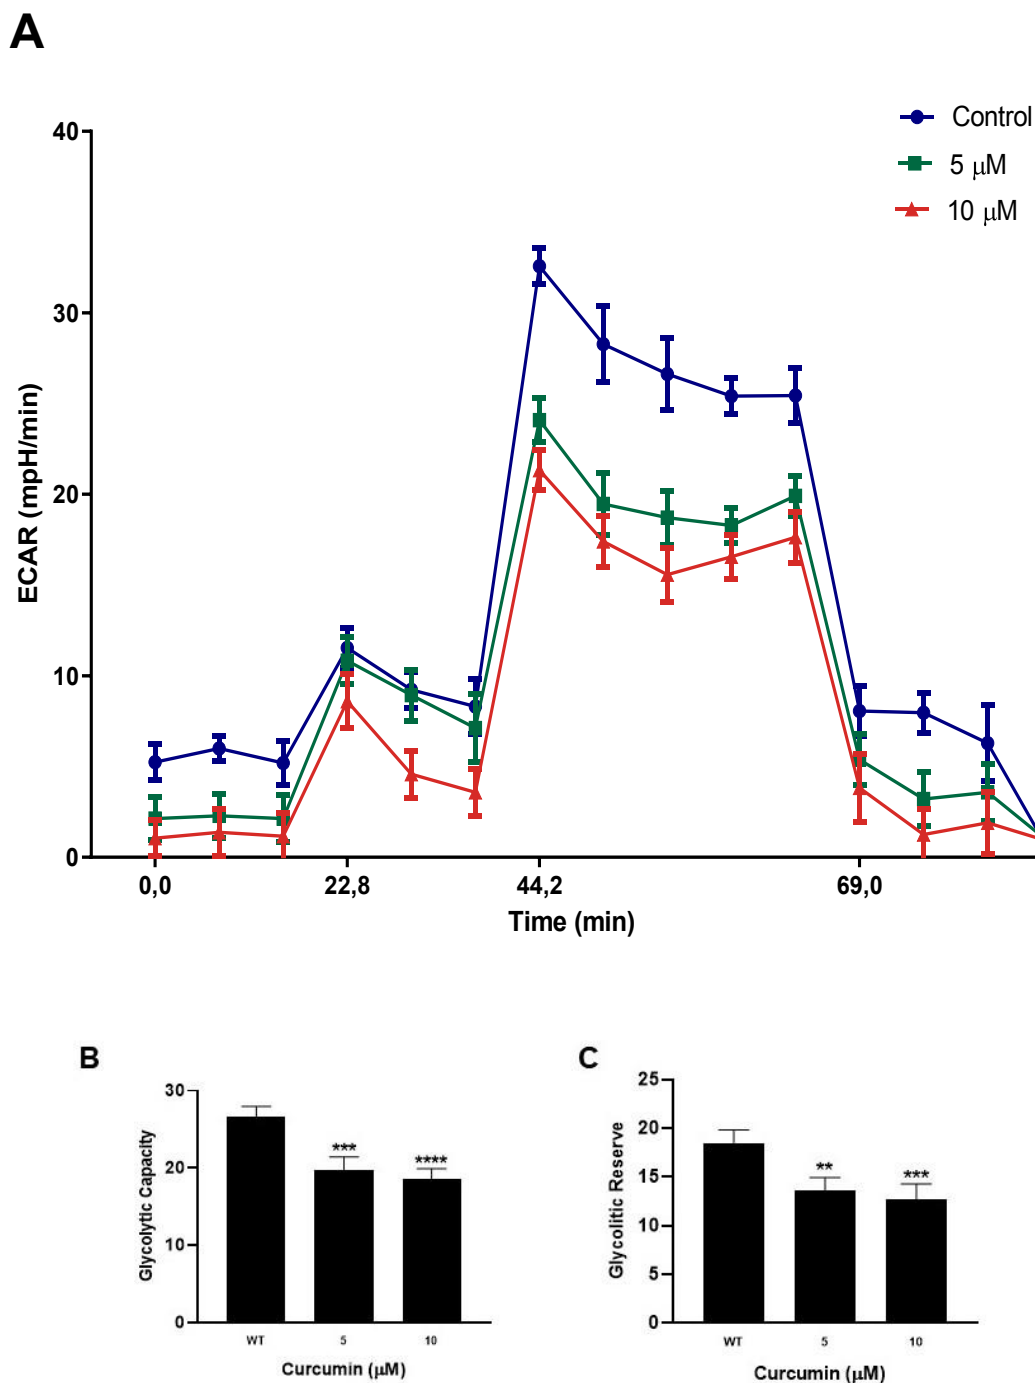 A
Control
5 μM
10 μM
40
30
20
10
0
ECAR (mpH/min)
0,0 22,8 44,2 69,0
Time (min)
B
30
20
10
0
Glycolytic Capacity
*** ****
WT 5 10
Curcumin (μM)
C
25
20
15
10
5
0
Glycolitic Reserve
** ***
WT 5 10
Curcumin (μM)